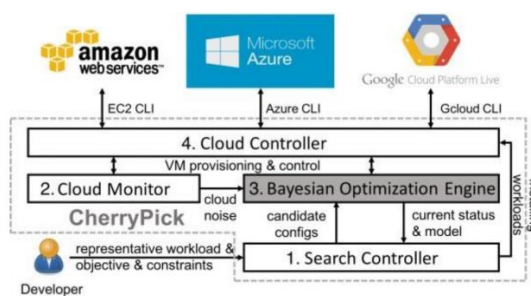 amazon
webservices™
Microsoft
Azure
Google Cloud Platform Live
EC2 CLI
Azure CLI
Gcloud CLI
4. Cloud Controller
VM provisioning & control
2. Cloud Monitor
3. Bayesian Optimization Engine
cloud
noise
CherryPick
candidate
configs
current status
& model
workloads
representative workload &
objective & constraints
1. Search Controller
Developer